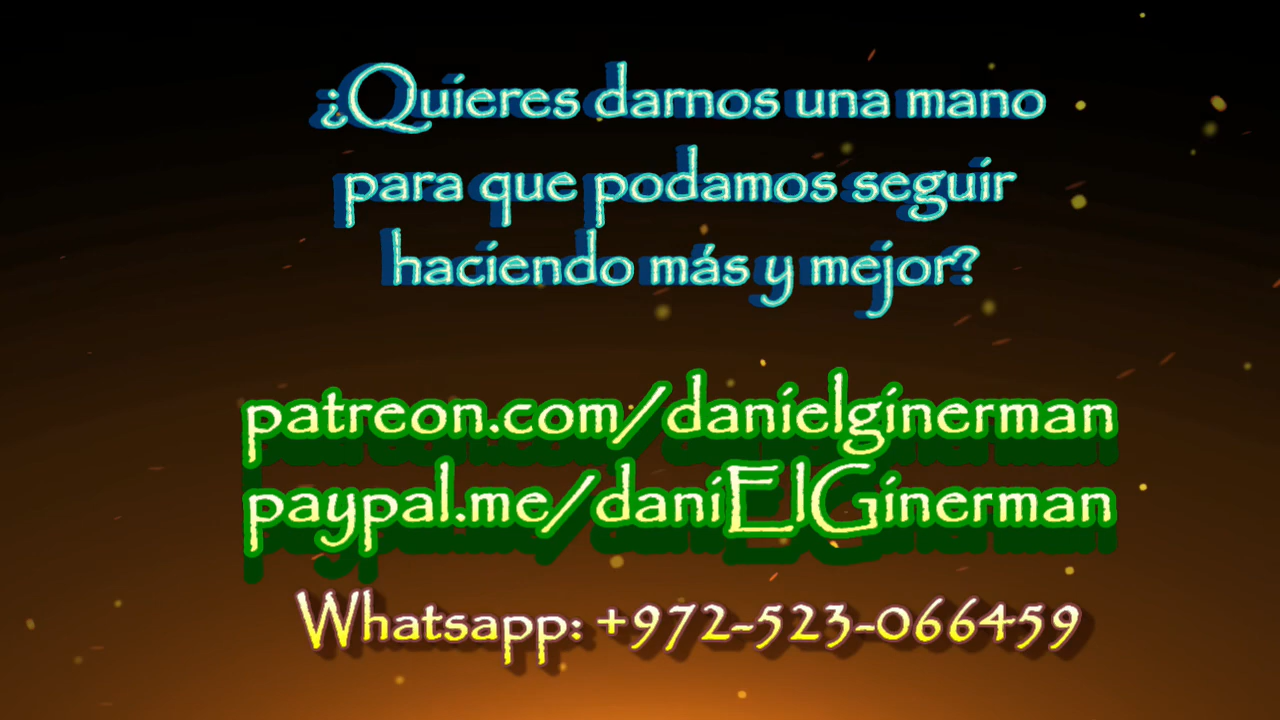 ¿Quieres darnos una mano
para que podamos seguir
haciendo más y mejor?
patreon.com/danielginerman
paypal.me/daniElGinerman
Whatsapp: +972-523-066459